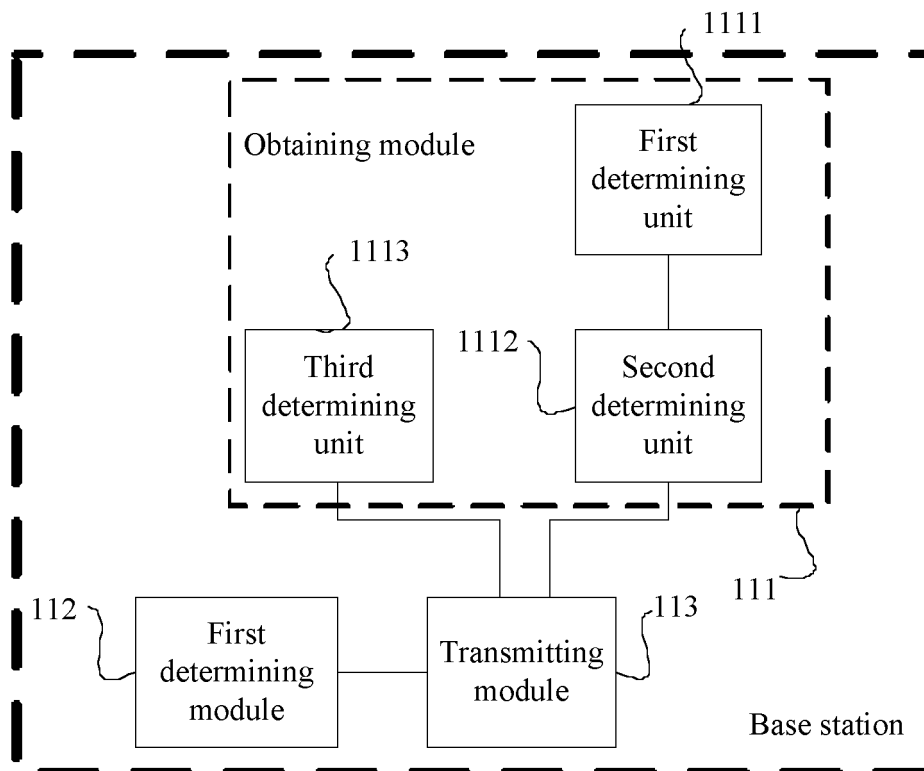 1111
Obtaining module
First
determining
unit
1113
1112
Third
determining
unit
Second
determining
unit
111
112
113
First
determining
module
Transmitting
module
Base station